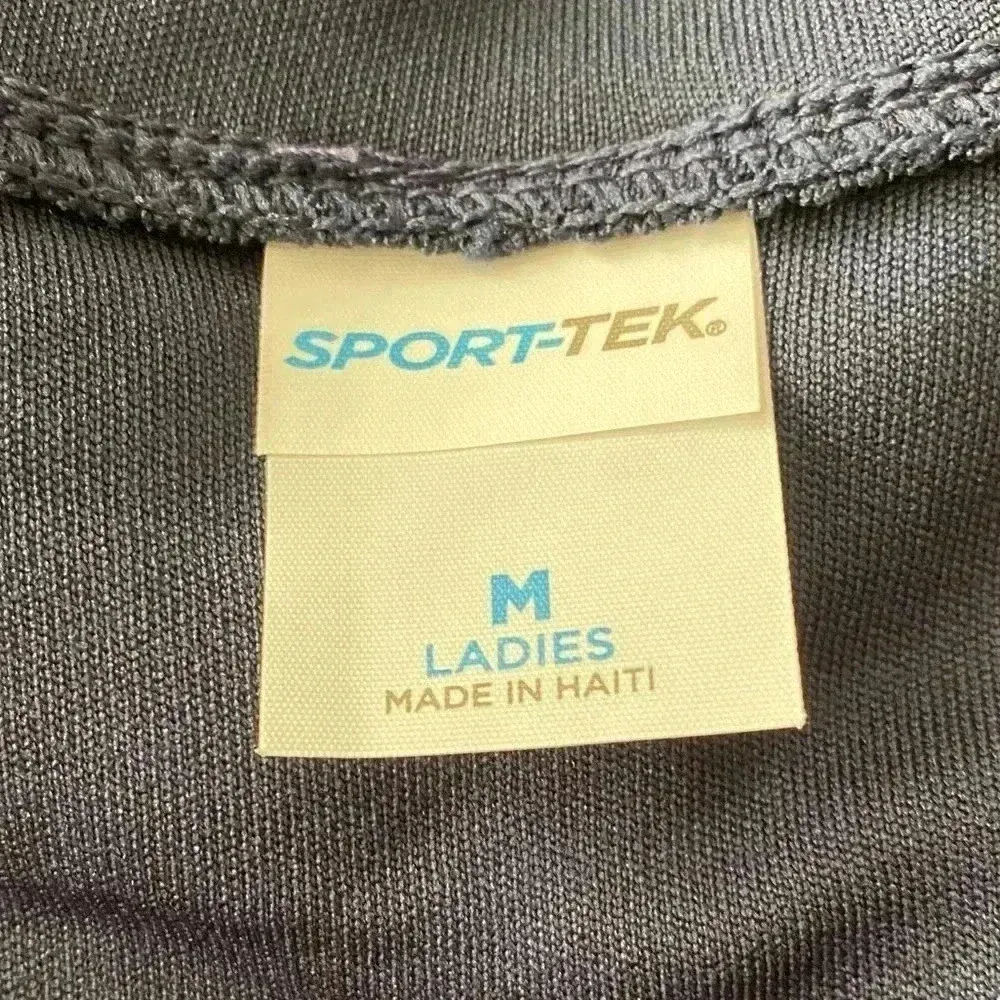 SPORT-TEK®
M
LADIES
MADE IN HAITI